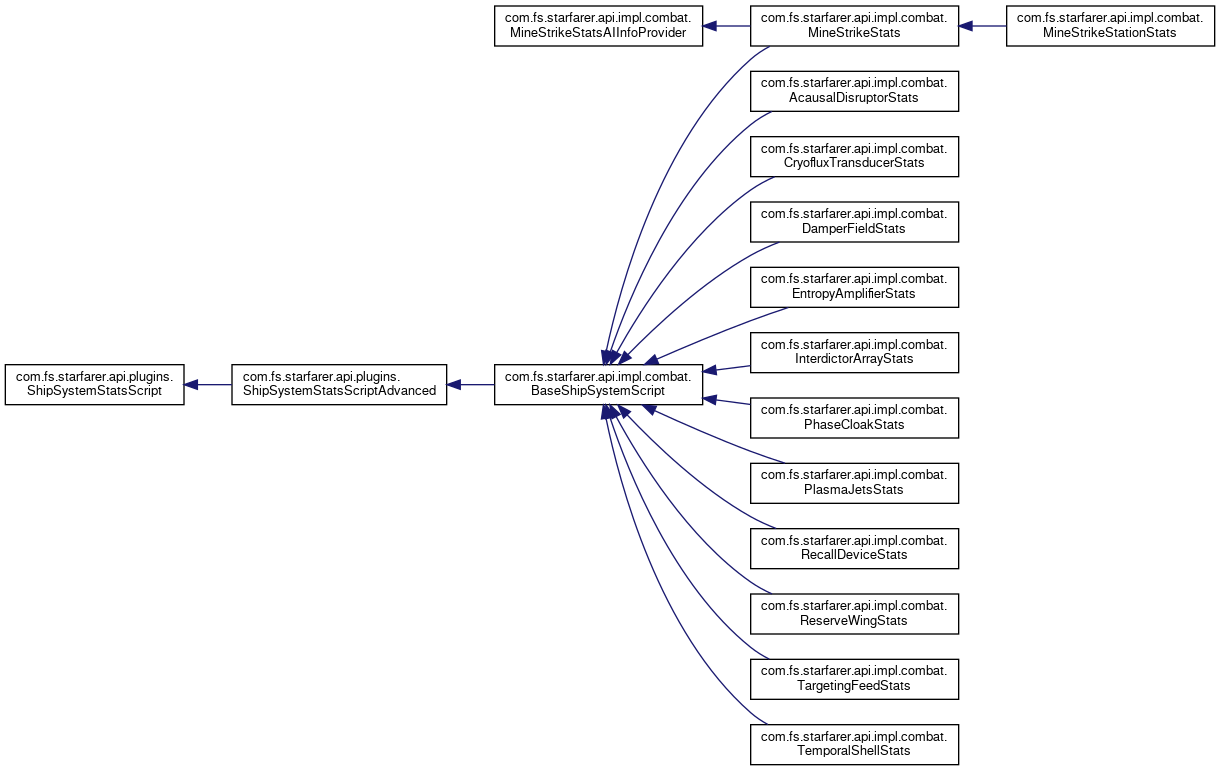 com.fs.starfarer.api.impl.combat.
MineStrikeStatsAIInfoProvider
com.fs.starfarer.api.impl.combat.
MineStrikeStats
com.fs.starfarer.api.impl.combat.
MineStrikeStationStats
com.fs.starfarer.api.impl.combat.
AcausalDisruptorStats
com.fs.starfarer.api.impl.combat.
CryofluxTransducerStats
com.fs.starfarer.api.impl.combat.
DamperFieldStats
com.fs.starfarer.api.impl.combat.
EntropyAmplifierStats
com.fs.starfarer.api.impl.combat.
InterdictorArrayStats
com.fs.starfarer.api.plugins.
ShipSystemStatsScript
com.fs.starfarer.api.plugins.
ShipSystemStatsScriptAdvanced
com.fs.starfarer.api.impl.combat.
BaseShipSystemScript
com.fs.starfarer.api.impl.combat.
PhaseCloakStats
com.fs.starfarer.api.impl.combat.
PlasmaJetsStats
com.fs.starfarer.api.impl.combat.
RecallDeviceStats
com.fs.starfarer.api.impl.combat.
ReserveWingStats
com.fs.starfarer.api.impl.combat.
TargetingFeedStats
com.fs.starfarer.api.impl.combat.
TemporalShellStats